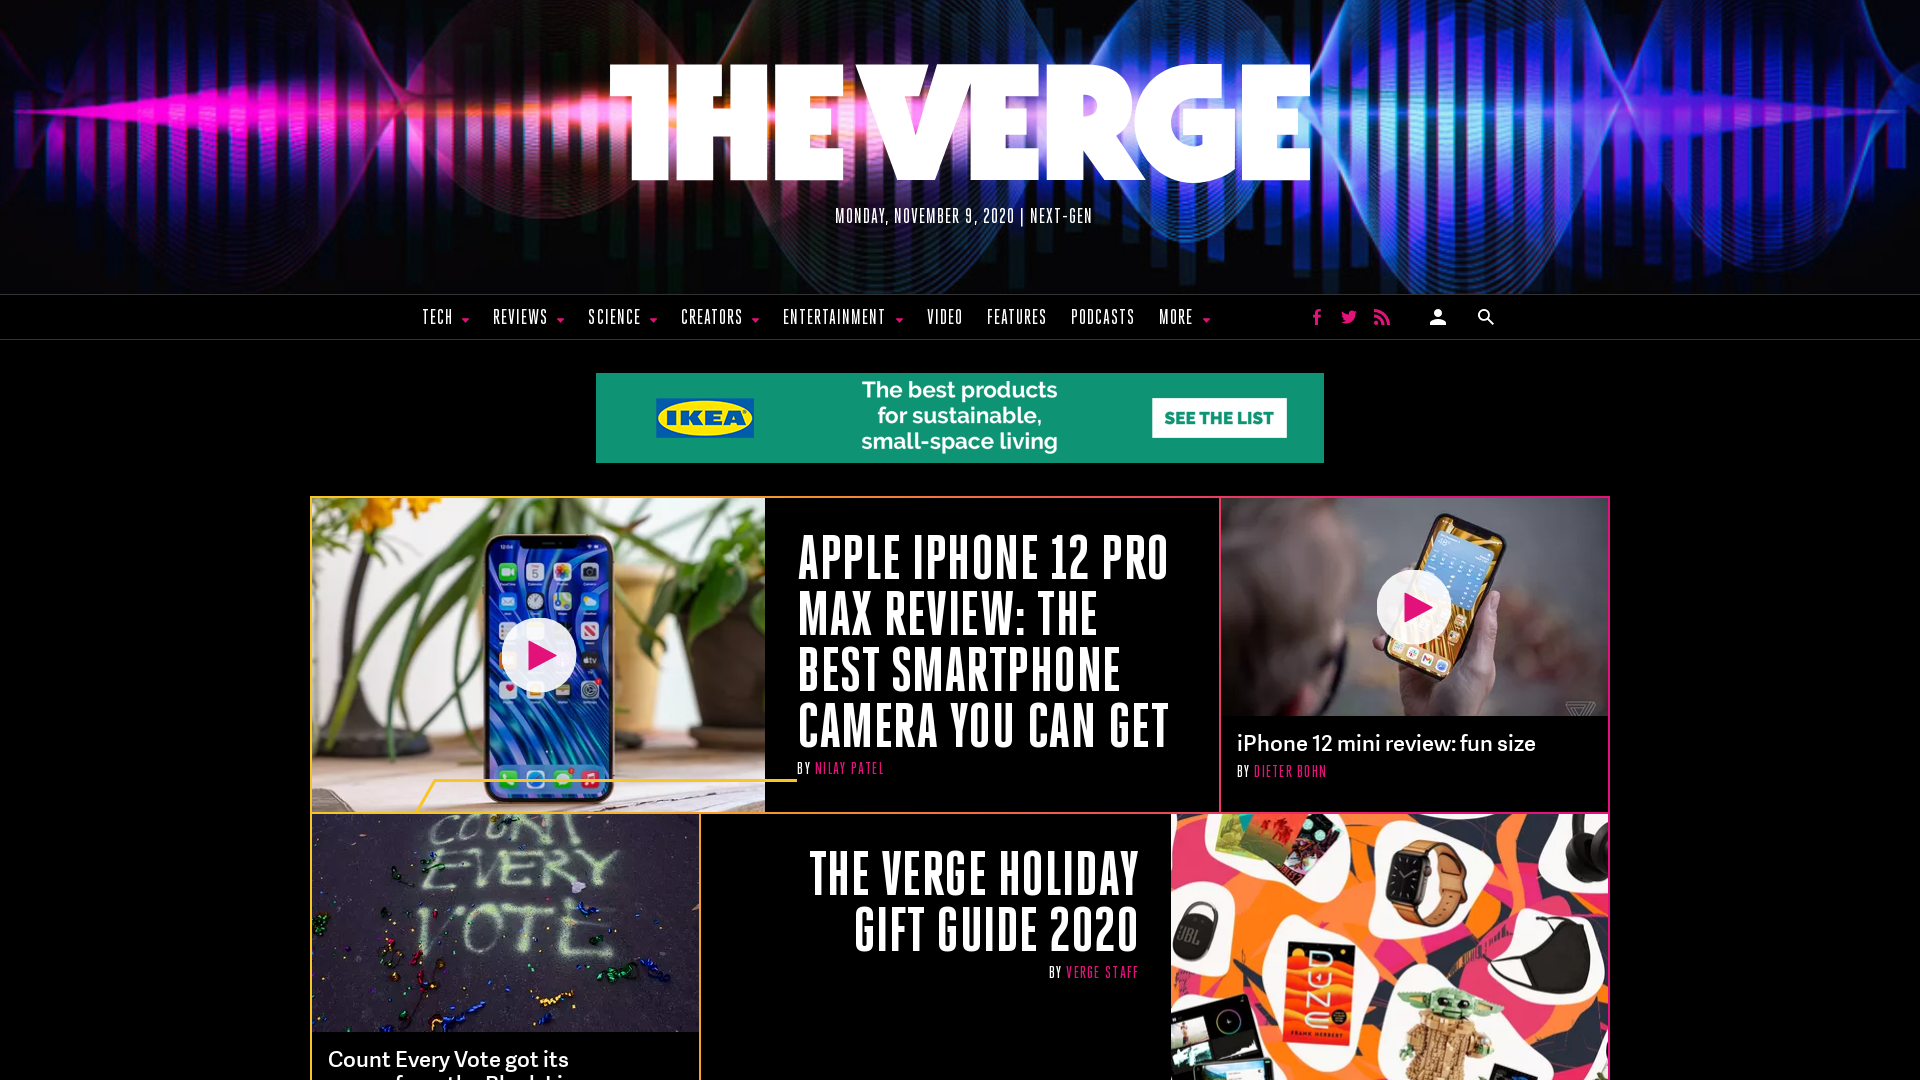 THE VERGE
MONDAY, NOVEMBER 9, 2020 | NEXT-GEN
TECH REVIEWS SCIENCE CREATORS ENTERTAINMENT VIDEO FEATURES PODCASTS MORE
IKEA
The best products
for sustainable,
small-space living
SEE THE LIST
APPLE IPHONE 12 PRO
MAX REVIEW: THE
BEST SMARTPHONE
CAMERA YOU CAN GET
BY NILAY PATEL
iPhone 12 mini review: fun size
BY DIETER BOHN
COUNT
EVERY
VOTE
Count Every Vote got its
THE VERGE HOLIDAY
GIFT GUIDE 2020
BY VERGE STAFF
JBL
DUNE
FRANK HERBERT